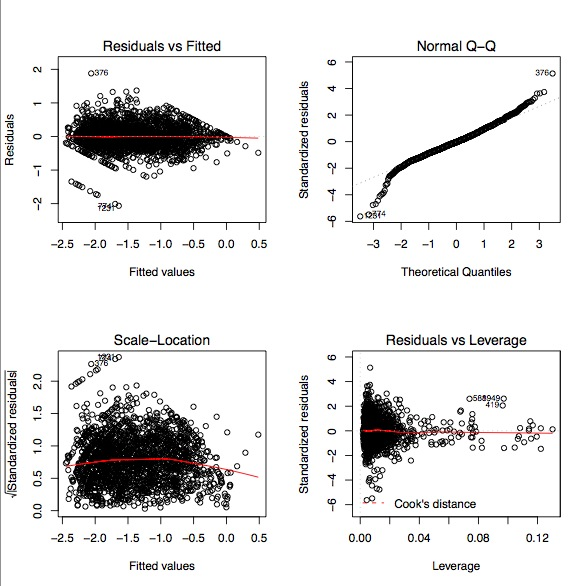 Residuals vs Fitted
Residuals
2
1
0
−1
−2
376
774
1231
−2.5 −2.0 −1.5 −1.0 −0.5 0.0 0.5
Fitted values
Normal Q−Q
Standardized residuals
6
4
2
0
−2
−4
−6
376
774
−3 −2 −1 0 1 2 3
Theoretical Quantiles
Scale−Location
√|Standardized residuals|
2.0
1.5
1.0
0.5
0.0
376
−2.5 −2.0 −1.5 −1.0 −0.5 0.0 0.5
Fitted values
Residuals vs Leverage
Standardized residuals
6
4
2
0
−2
−4
−6
949
419
Cook's distance
0.00 0.04 0.08 0.12
Leverage